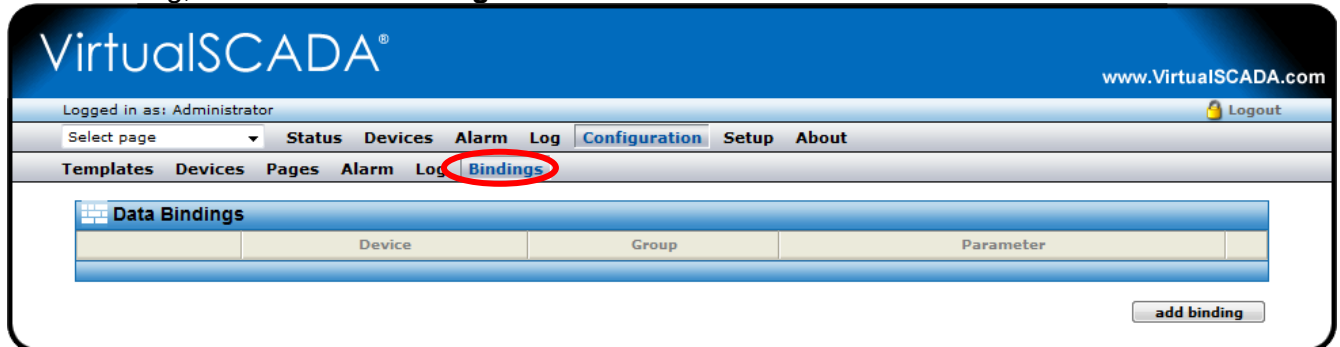 VirtualSCADA®
www.VirtualSCADA.com
Logged in as: Administrator Logout
Select page Status Devices Alarm Log Configuration Setup About
Templates Devices Pages Alarm Log Bindings
Data Bindings
Device Group Parameter
add binding